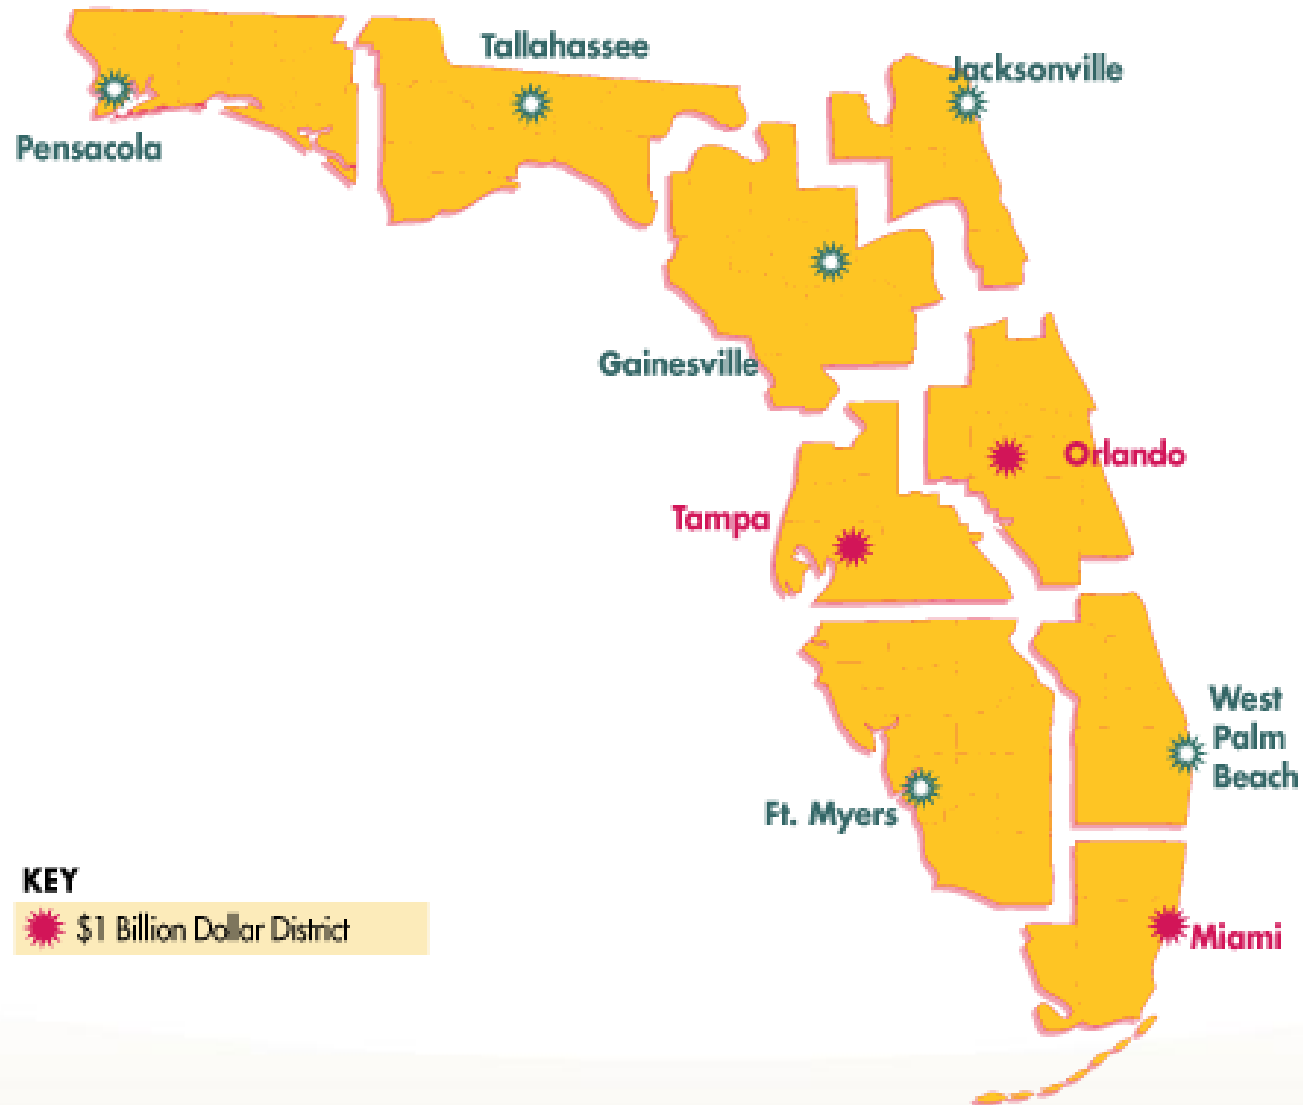 Tallahassee
Jacksonville
Pensacola
Gainesville
Orlando
Tampa
West
Palm
Beach
Ft. Myers
KEY
$1 Billion Dollar District
Miami